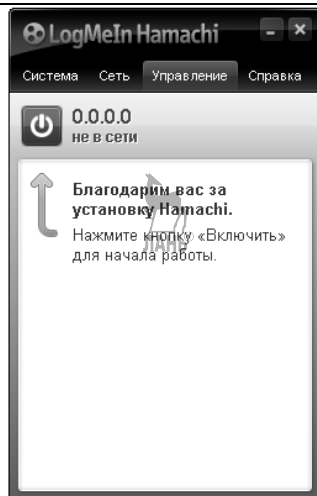 LogMeIn Hamachi
Система Сеть Управление Справка
0.0.0.0
не в сети
Благодарим вас за
установку Hamachi.
Нажмите кнопку «Включить»
для начала работы.
ЛАНЬ